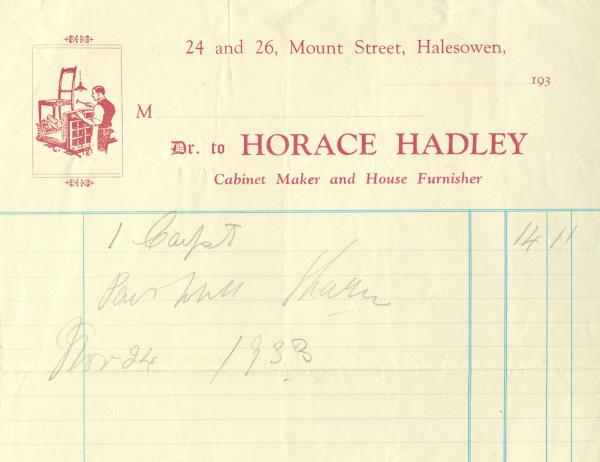 24 and 26, Mount Street, Halesowen,
193
M
Dr. to HORACE HADLEY
Cabinet Maker and House Furnisher
1 Carpet 14 11
Paid With Thanks
Nov 24 1933